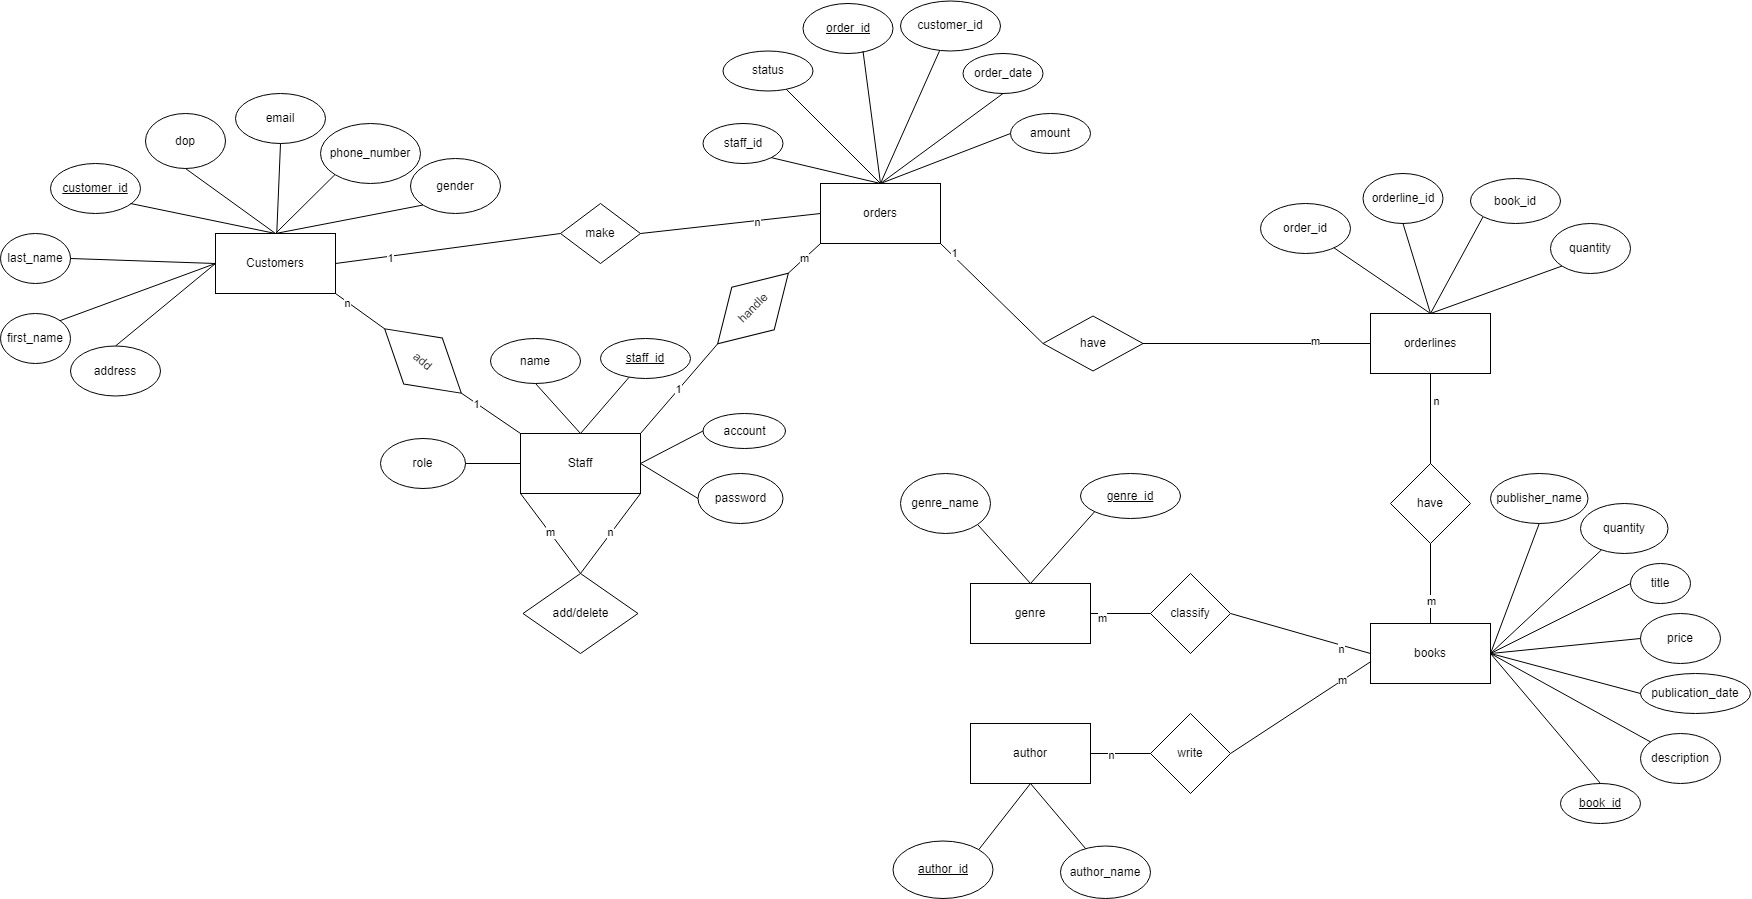 order_id
customer_id
status
order_date
staff_id
amount
email
dop
phone_number
customer_id
gender
last_name
Customers
first_name
address
1
make
n
orders
n
add
1
m
handle
1
name
staff_id
role
Staff
account
password
m
n
add/delete
1
have
m
order_id
orderline_id
book_id
quantity
orderlines
n
have
m
publisher_name
quantity
title
price
publication_date
description
book_id
books
genre_name
genre_id
genre
m
classify
n
author
n
write
m
author_id
author_name